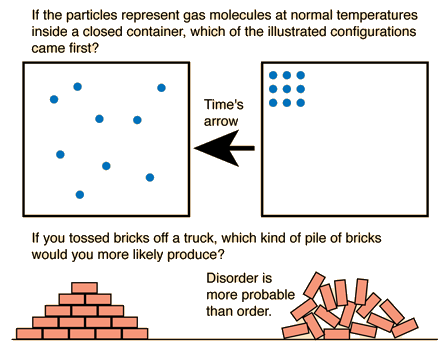 If the particles represent gas molecules at normal temperatures
inside a closed container, which of the illustrated configurations
came first?
Time's
arrow
If you tossed bricks off a truck, which kind of pile of bricks
would you more likely produce?
Disorder is
more probable
than order.